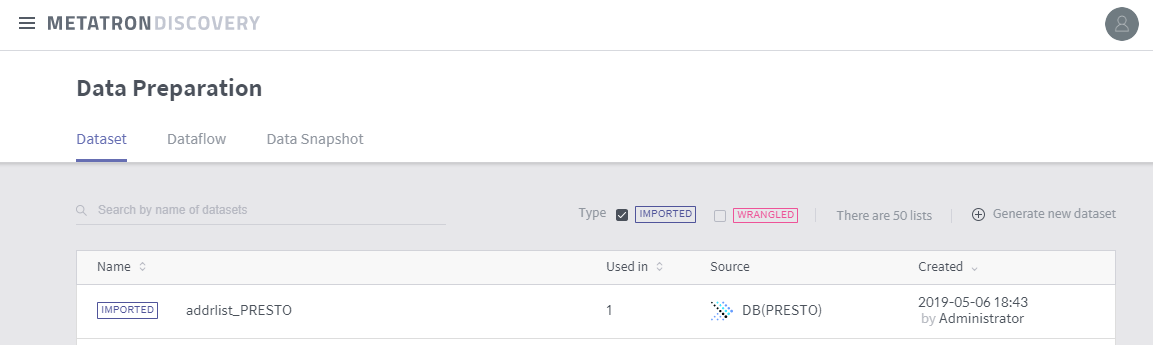 METATRON DISCOVERY
Data Preparation
Dataset Dataflow Data Snapshot
Search by name of datasets Type IMPORTED WRANGLED There are 50 lists Generate new dataset
Name Used in Source Created
IMPORTED addrlist_PRESTO 1 DB(PRESTO) 2019-05-06 18:43
by Administrator